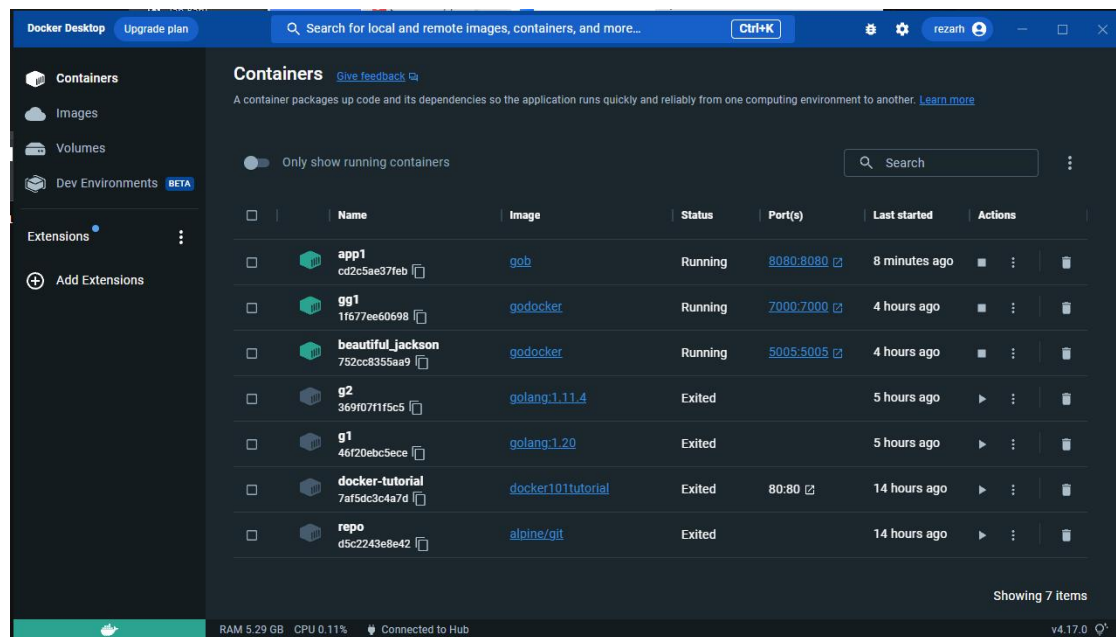 Docker Desktop Upgrade plan Search for local and remote images, containers, and more... Ctrl+K rezarh
Containers
Images
Volumes
Dev Environments BETA
Extensions
Add Extensions
Containers Give feedback
A container packages up code and its dependencies so the application runs quickly and reliably from one computing environment to another. Learn more
Only show running containers Search
Name Image Status Port(s) Last started Actions
app1 gob Running 8080:8080 8 minutes ago
cd2c5ae37feb
gg1 godocker Running 7000:7000 4 hours ago
1f677ee60698
beautiful_jackson godocker Running 5005:5005 4 hours ago
752cc8355aa9
g2 golang:1.11.4 Exited 5 hours ago
369f07f1f5c5
g1 golang:1.20 Exited 5 hours ago
46f20ebc5ece
docker-tutorial docker101tutorial Exited 80:80 14 hours ago
7af5dc3c4a7d
repo alpine/git Exited 14 hours ago
d5c2243e8e42
Showing 7 items
RAM 5.29 GB CPU 0.11% Connected to Hub v4.17.0